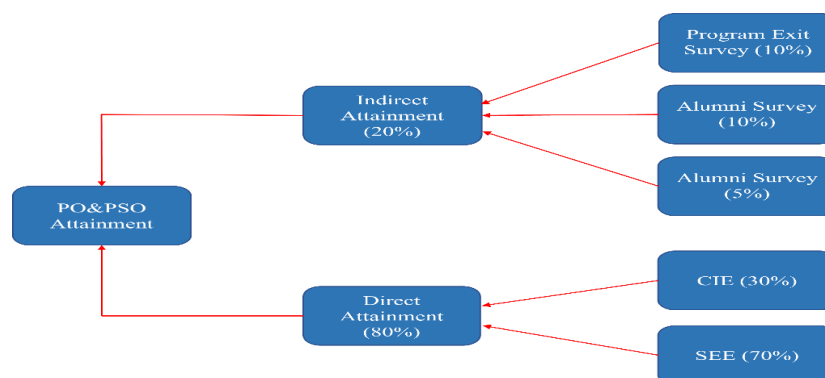 Program Exit
Survey (10%)
Indirect
Attainment
(20%)
Alumni Survey
(10%)
Alumni Survey
(5%)
PO&PSO
Attainment
CIE (30%)
Direct
Attainment
(80%)
SEE (70%)